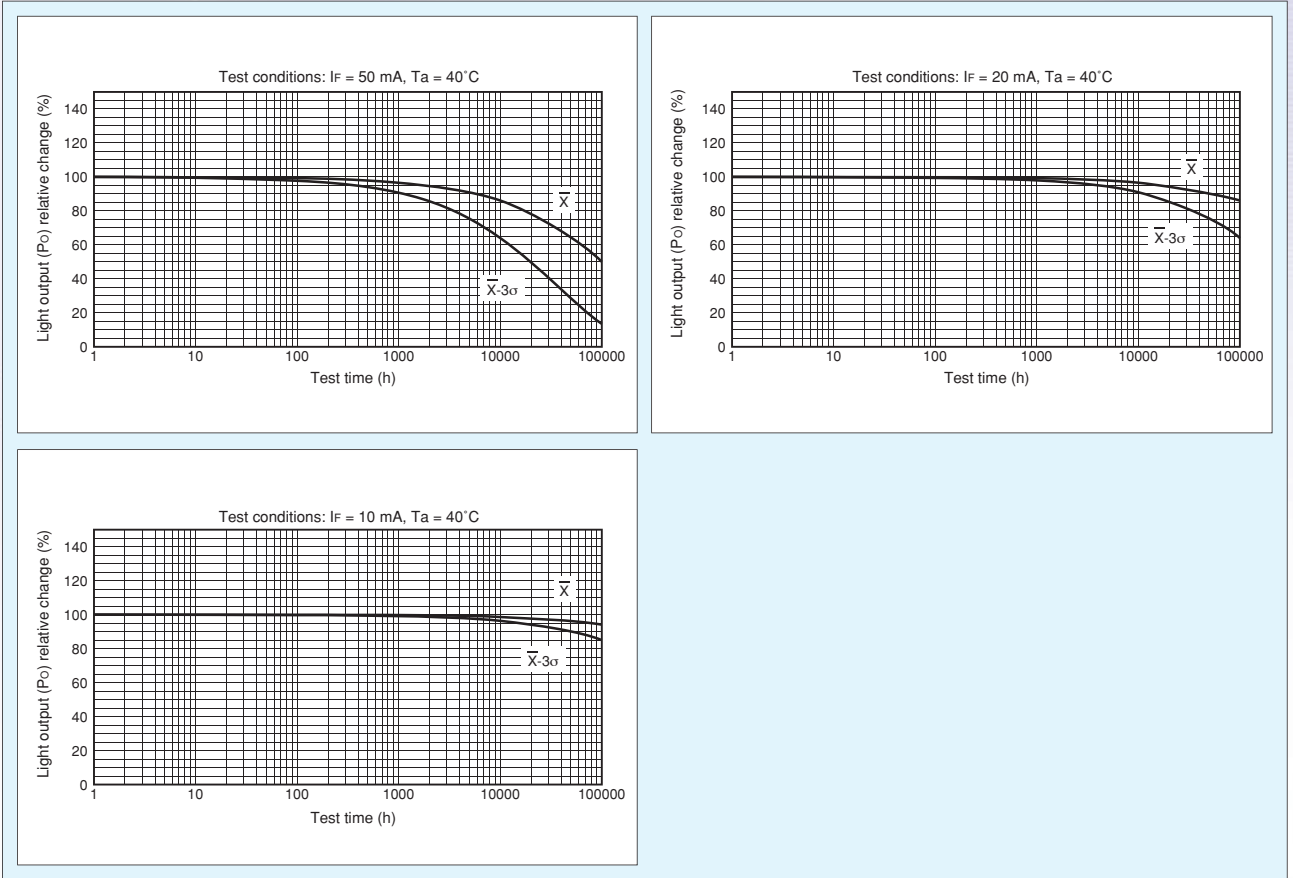 Test conditions: IF = 50 mA, Ta = 40˚C
Light output (PO) relative change (%)
140
120
100
80
60
40
20
0
X̅
X̅-3σ
1 10 100 1000 10000 100000
Test time (h)
Test conditions: IF = 20 mA, Ta = 40˚C
Light output (PO) relative change (%)
140
120
100
80
60
40
20
0
X̅
X̅-3σ
1 10 100 1000 10000 100000
Test time (h)
Test conditions: IF = 10 mA, Ta = 40˚C
Light output (PO) relative change (%)
140
120
100
80
60
40
20
0
X̅
X̅-3σ
1 10 100 1000 10000 100000
Test time (h)